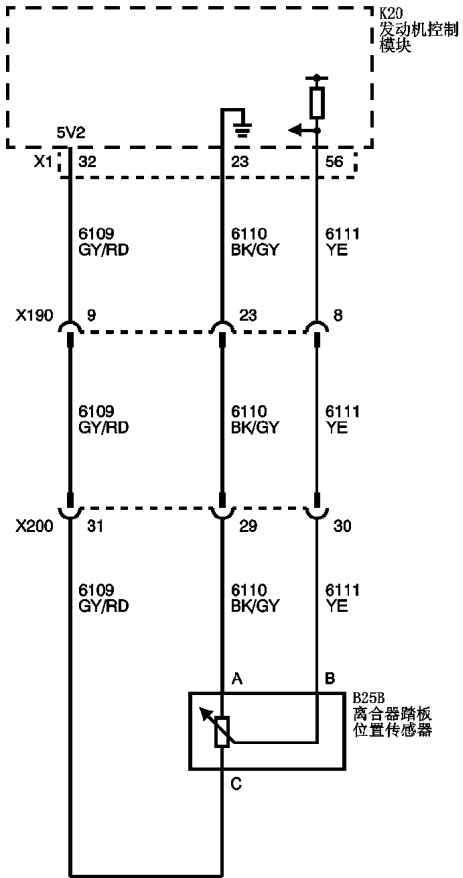 K20
发动机控制
模块
5V2
X1 32 23 56
6109 6110 6111
GY/RD BK/GY YE
X190 9 23 8
6109 6110 6111
GY/RD BK/GY YE
X200 31 29 30
6109 6110 6111
GY/RD BK/GY YE
A B
B25B
离合器踏板
位置传感器
C